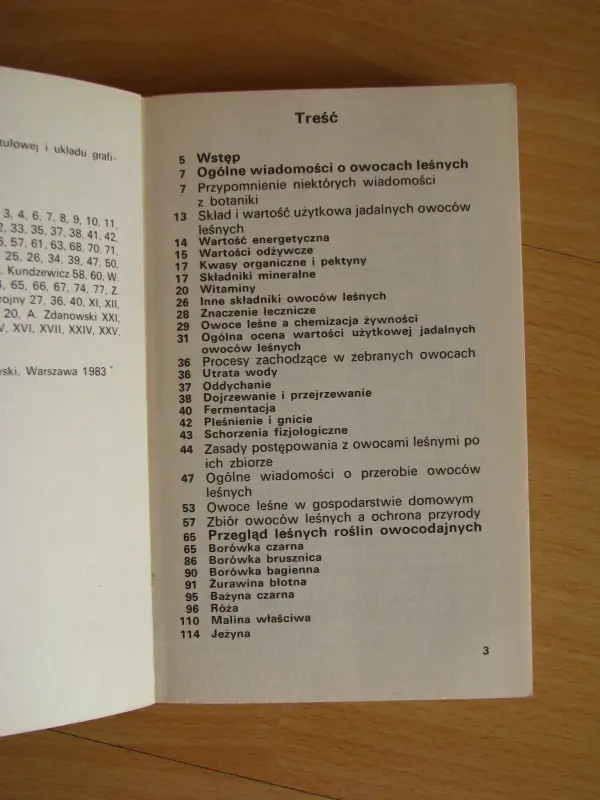 tułowej i układu grafi-
3, 4, 6, 7, 8, 9, 10, 11,
2, 33, 35, 37, 38, 41, 42,
6, 57, 61, 63, 68, 70, 71,
25, 26, 34, 39, 47, 50,
. Kundzewicz 58, 60, W.
4, 65, 66, 67, 74, 77, Z.
rojny 27, 36, 40, XI, XII,
20, A. Zdanowski XXI,
V, XVI, XVII, XXIV, XXV,
wski, Warszawa 1983
Treść
5 Wstęp
7 Ogólne wiadomości o owocach leśnych
7 Przypomnienie niektórych wiadomości
z botaniki
13 Skład i wartość użytkowa jadalnych owoców
leśnych
14 Wartość energetyczna
15 Wartości odżywcze
17 Kwasy organiczne i pektyny
17 Składniki mineralne
20 Witaminy
26 Inne składniki owoców leśnych
28 Znaczenie lecznicze
29 Owoce leśne a chemizacja żywności
31 Ogólna ocena wartości użytkowej jadalnych
owoców leśnych
36 Procesy zachodzące w zebranych owocach
36 Utrata wody
37 Oddychanie
38 Dojrzewanie i przejrzewanie
40 Fermentacja
42 Pleśnienie i gnicie
43 Schorzenia fizjologiczne
44 Zasady postępowania z owocami leśnymi po
ich zbiorze
47 Ogólne wiadomości o przerobie owoców
leśnych
53 Owoce leśne w gospodarstwie domowym
57 Zbiór owoców leśnych a ochrona przyrody
65 Przegląd leśnych roślin owocodajnych
65 Borówka czarna
86 Borówka brusznica
90 Borówka bagienna
91 Żurawina błotna
95 Bażyna czarna
96 Róża
110 Malina właściwa
114 Jeżyna
3